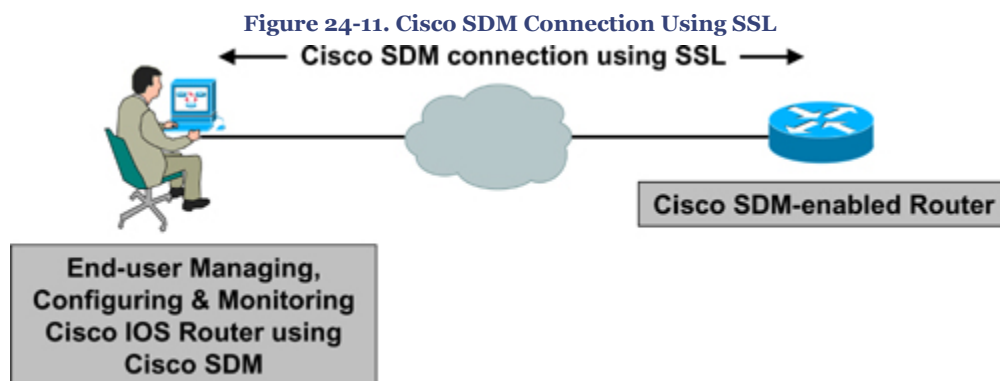 Figure 24-11. Cisco SDM Connection Using SSL
Cisco SDM connection using SSL
Cisco SDM-enabled Router
End-user Managing,
Configuring & Monitoring
Cisco IOS Router using
Cisco SDM